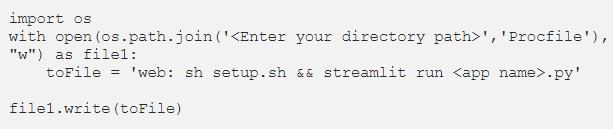 import os
with open(os.path.join('<Enter your directory path>','Procfile'),
"w") as file1:
    toFile = 'web: sh setup.sh && streamlit run <app name>.py'

file1.write(toFile)